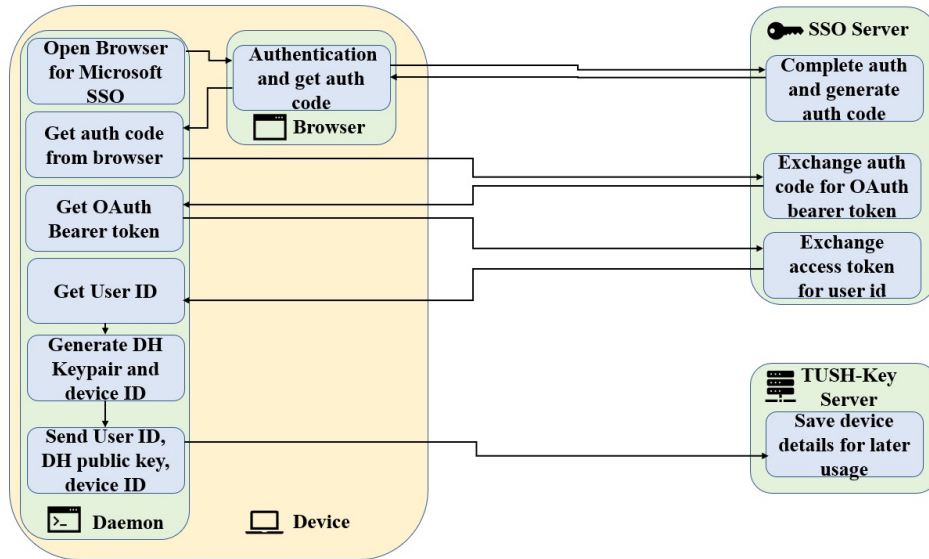 Open Browser
for Microsoft
SSO
Authentication
and get auth
code
Browser
SSO Server
Complete auth
and generate
auth code
Get auth code
from browser
Exchange auth
code for OAuth
bearer token
Get OAuth
Bearer token
Exchange
access token
for user id
Get User ID
Generate DH
Keypair and
device ID
TUSH-Key
Server
Save device
details for later
usage
Send User ID,
DH public key,
device ID
Daemon
Device